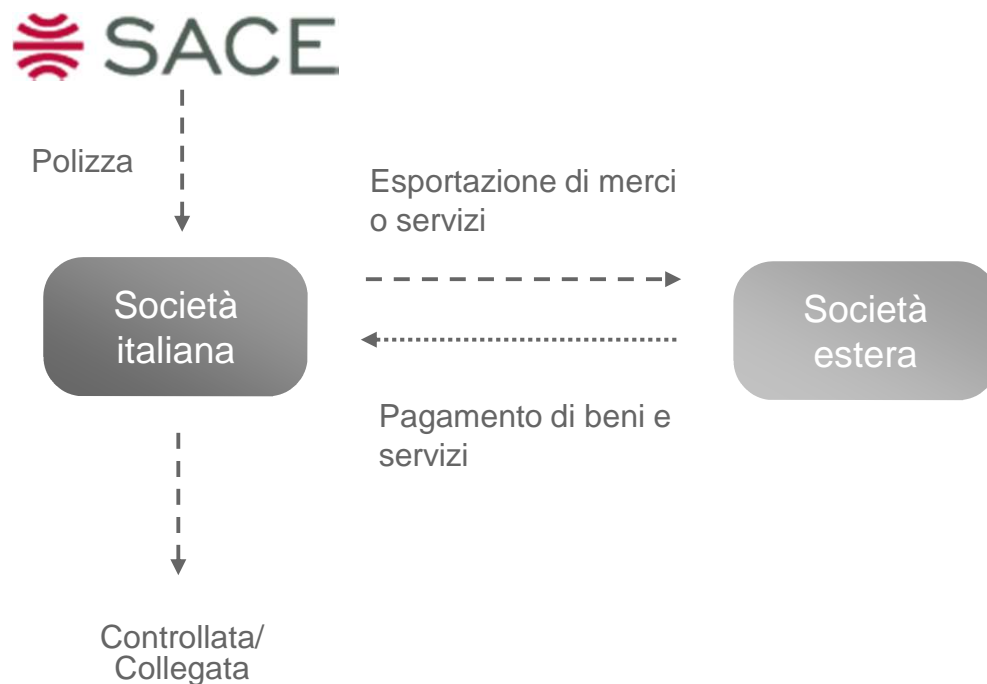 SACE
Polizza
Esportazione di merci
o servizi
Società
italiana
Società
estera
Pagamento di beni e
servizi
Controllata/
Collegata